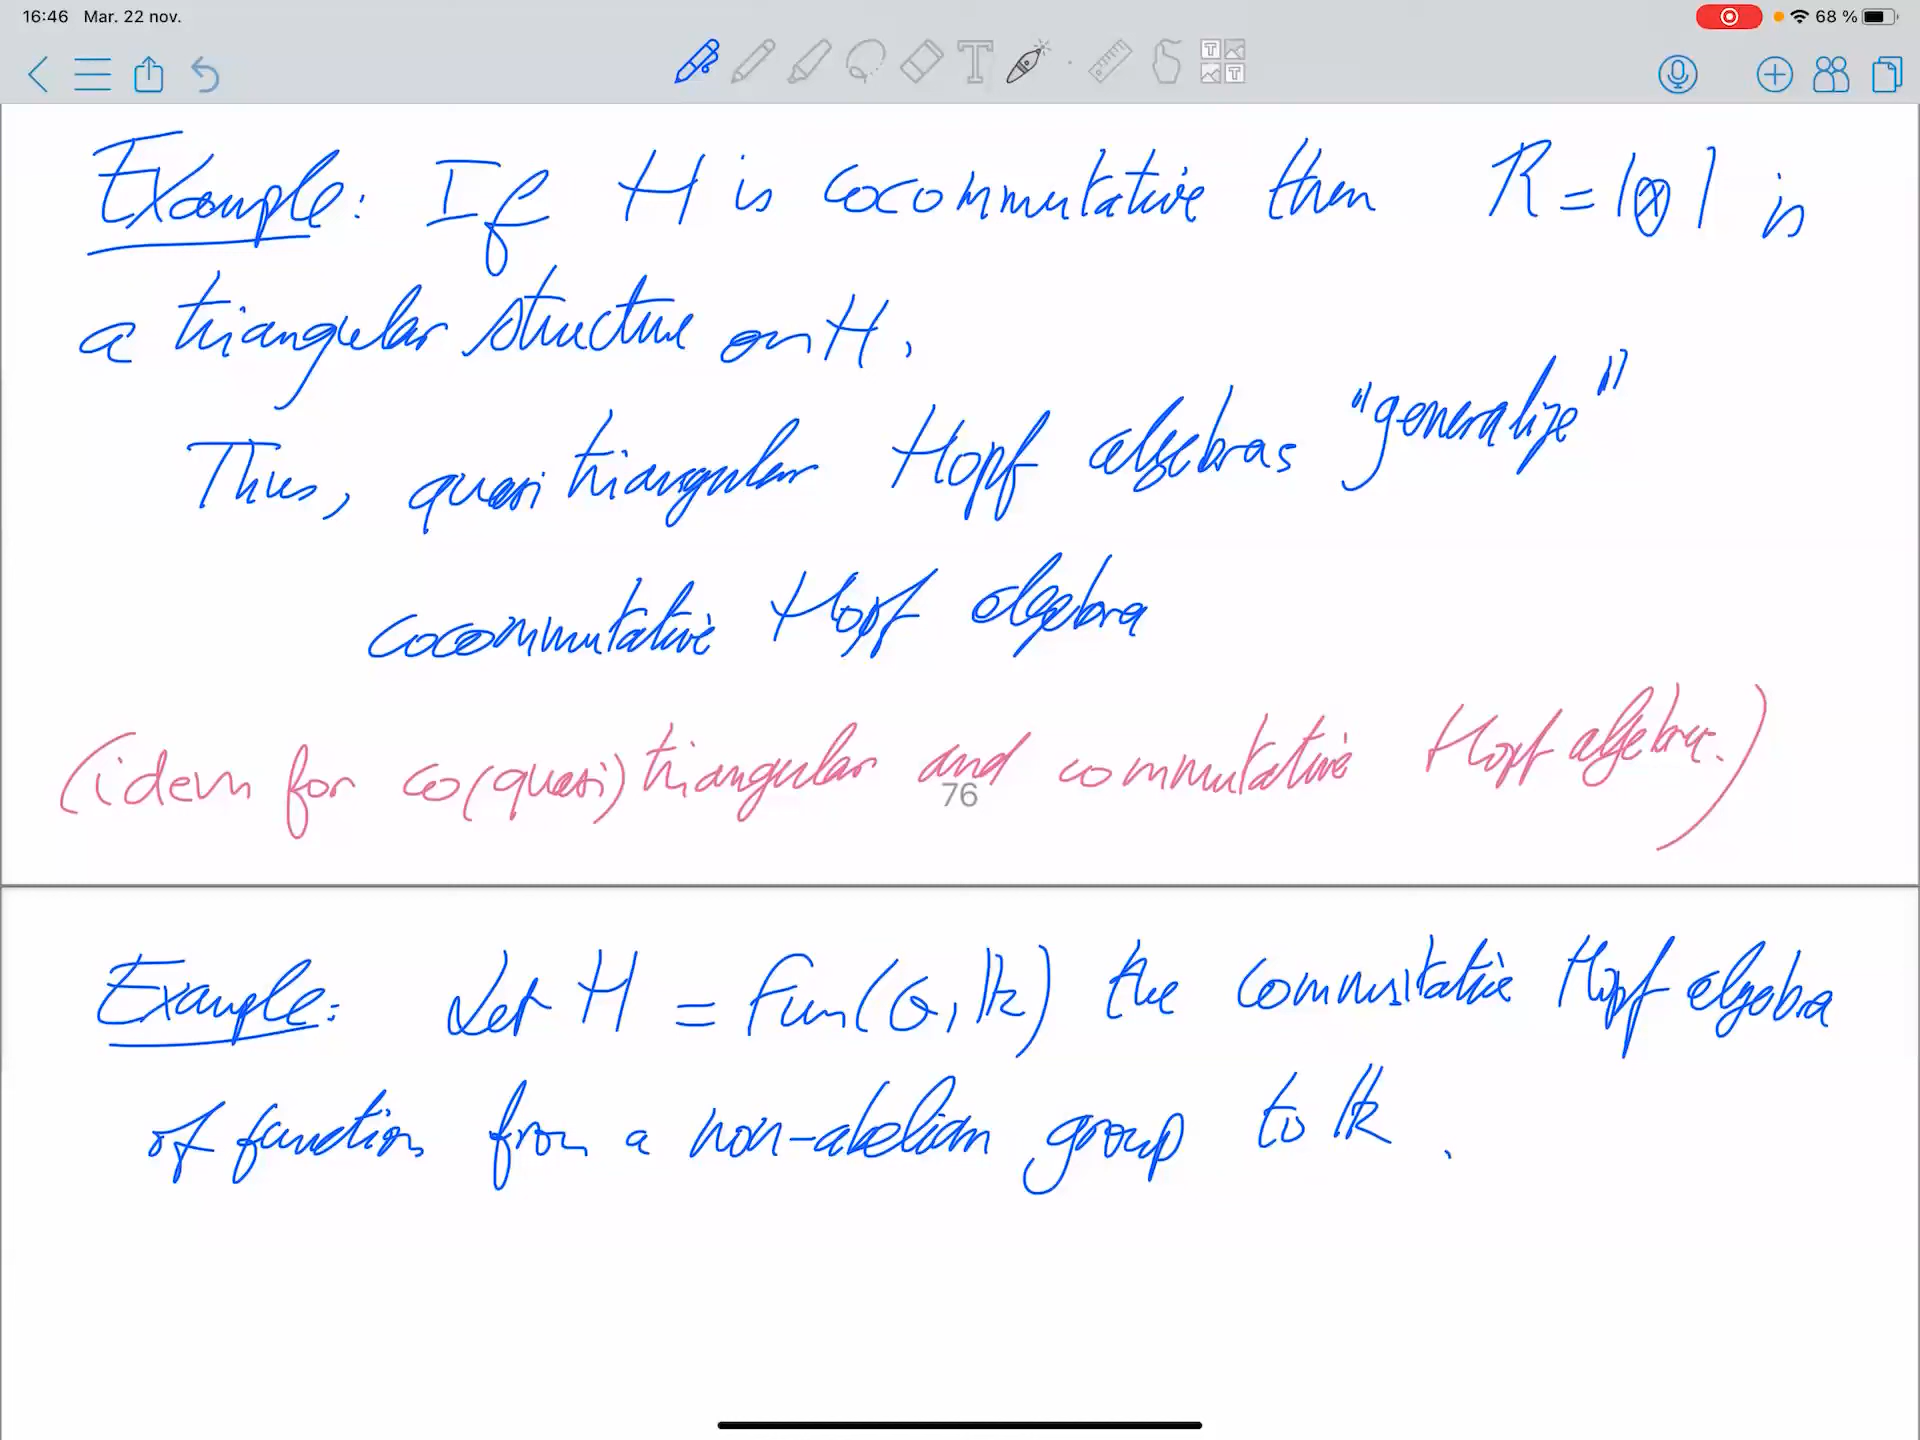 16:46 Mar. 22 nov. 68 %
Example: If H is cocommutative then R = 1⊗1 is
a triangular structure on H.
Thus, quasitriangular Hopf algebras "generalize"
cocommutative Hopf algebra
(idem for co(quasi)triangular and commutative Hopf algebra.)
76
Example: Let H = Fun(G, 𝕜) the commutative Hopf algebra
of function from a non-abelian group to 𝕜.